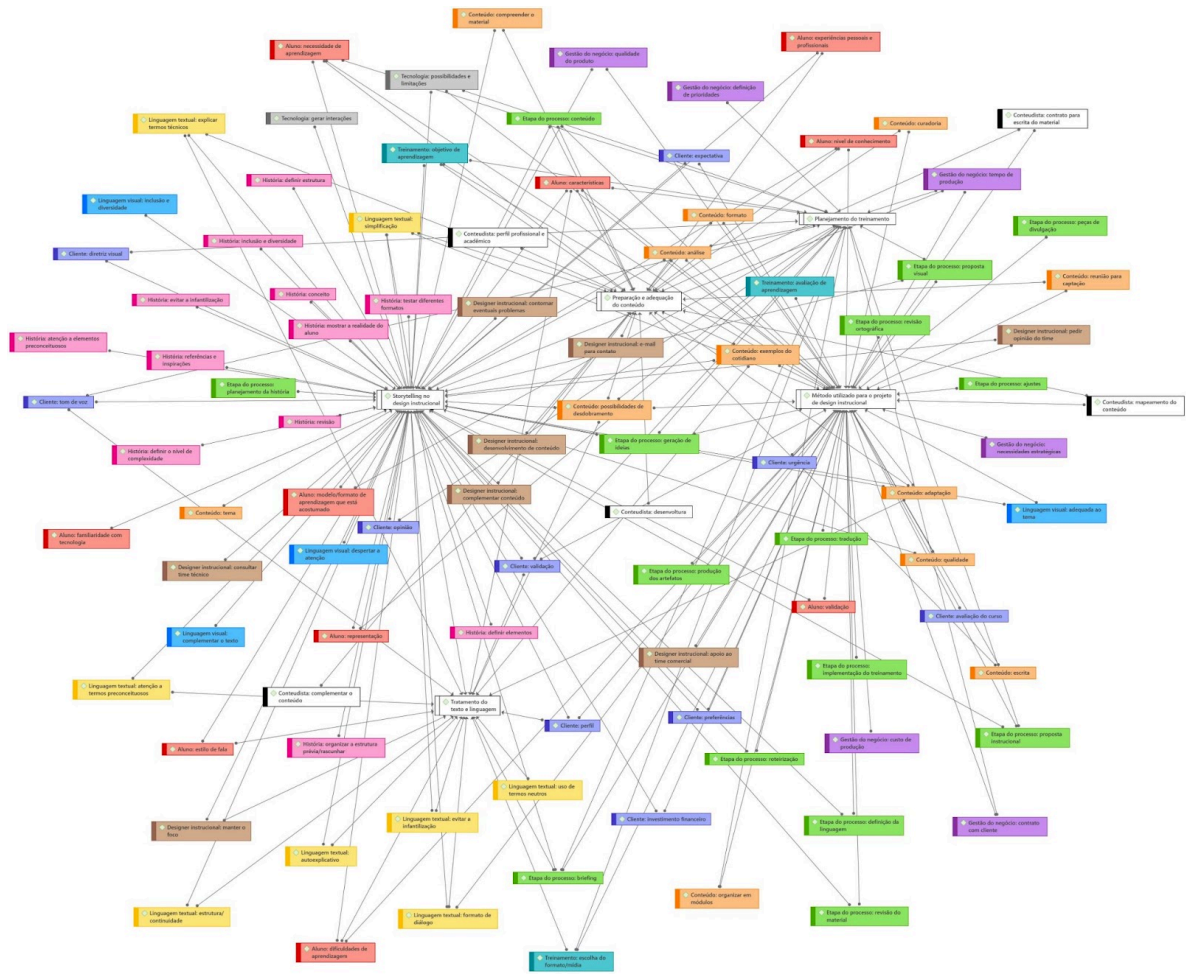 Conteúdo: compreender o
material
Aluno: necessidade de
aprendizagem
Aluno: experiências pessoais e
profissionais
Gestão do negócio: qualidade
do produto
Tecnologia: possibilidades e
limitações
Gestão do negócio: definição
de prioridades
Linguagem textual: explicar
termos técnicos
Tecnologia: gerar interações
Etapa do processo: conteúdo
Conteúdo: curadoria
Conteudista: contrato para
escrita do material
Aluno: nível de conhecimento
Treinamento: objetivo de
aprendizagem
Cliente: expectativa
História: definir estrutura
Aluno: características
Gestão do negócio: tempo de
produção
Linguagem visual: inclusão e
diversidade
Linguagem textual:
simplificação
Conteúdo: formato
Planejamento do treinamento
Etapa do processo: peças de
divulgação
História: inclusão e diversidade
Conteudista: perfil profissional e
acadêmico
Cliente: diretriz visual
Conteúdo: análise
Etapa do processo: proposta
visual
Conteúdo: reunião para
captação
Treinamento: avaliação de
aprendizagem
História: evitar a infantilização
História: conceito
História: testar diferentes
formatos
Designer instrucional: contornar
eventuais problemas
Preparação e adequação
do conteúdo
História: mostrar a realidade do
aluno
Etapa do processo: revisão
ortográfica
Designer instrucional: pedir
opinião do time
História: atenção a elementos
preconceituosos
Designer instrucional: e-mail
para contato
Conteúdo: exemplos do
cotidiano
História: referências e
inspirações
Etapa do processo:
planejamento da história
Etapa do processo: ajustes
Cliente: tom de voz
Storytelling no
design instrucional
Método utilizado para o projeto
de design instrucional
Conteudista: mapeamento do
conteúdo
Conteúdo: possibilidades de
desdobramento
História: revisão
História: definir o nível de
complexidade
Designer instrucional:
desenvolvimento de conteúdo
Etapa do processo: geração de
ideias
Gestão do negócio:
necessidades estratégicas
Cliente: urgência
Aluno: modelo/formato de
aprendizagem que está
acostumado
Designer instrucional:
complementar conteúdo
Conteúdo: adaptação
Conteúdo: tema
Conteudista: desenvoltura
Linguagem visual: adequada ao
tema
Aluno: familiaridade com
tecnologia
Cliente: opinião
Etapa do processo: tradução
Linguagem visual: despertar a
atenção
Conteúdo: qualidade
Designer instrucional: consultar
time técnico
Cliente: validação
Etapa do processo: produção
dos artefatos
Aluno: validação
Cliente: avaliação do curso
Linguagem visual:
complementar o texto
Aluno: representação
História: definir elementos
Designer instrucional: apoio ao
time comercial
Etapa do processo:
implementação do treinamento
Conteúdo: escrita
Linguagem textual: atenção a
termos preconceituosos
Conteudista: complementar o
conteúdo
Tratamento do
texto e linguagem
Cliente: preferências
Cliente: perfil
Etapa do processo: proposta
instrucional
Aluno: estilo de fala
História: organizar a estrutura
prévia/rascunhar
Gestão do negócio: custo de
produção
Etapa do processo: roteirização
Linguagem textual: uso de
termos neutros
Designer instrucional: manter o
foco
Linguagem textual: evitar a
infantilização
Cliente: investimento financeiro
Etapa do processo: definição da
linguagem
Gestão do negócio: contrato
com cliente
Linguagem textual:
autoexplicativo
Etapa do processo: briefing
Conteúdo: organizar em
módulos
Linguagem textual: estrutura/
continuidade
Linguagem textual: formato de
diálogo
Etapa do processo: revisão do
material
Aluno: dificuldades de
aprendizagem
Treinamento: escolha do
formato/mídia